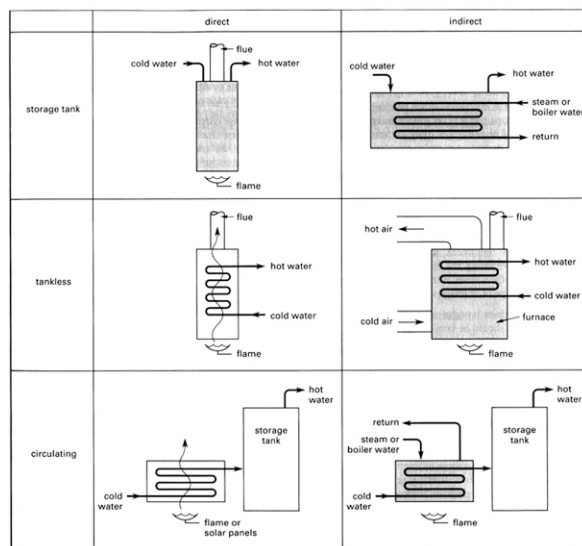 direct
indirect
storage tank
flue
cold water
hot water
flame
cold water
hot water
steam or
boiler water
return
tankless
flue
hot water
cold water
flame
hot air
flue
hot water
cold water
cold air
furnace
flame
circulating
hot
water
storage
tank
cold
water
flame or
solar panels
hot
water
return
storage
tank
steam or
boiler water
cold
water
flame